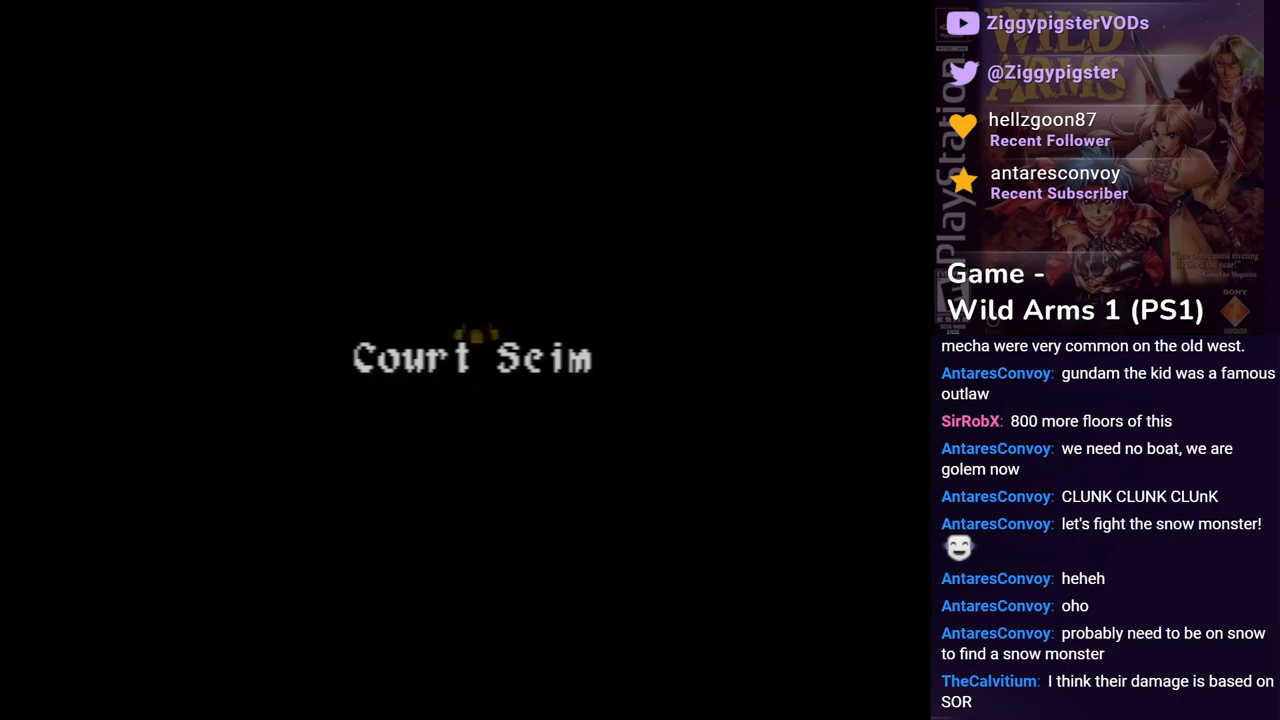 Court Seim
ZiggypigsterVODs
@Ziggypigster
hellzgoon87
Recent Follower
antaresconvoy
Recent Subscriber
WILD
ARMS
PlayStation
Game -
Wild Arms 1 (PS1)
SONY
mecha were very common on the old west.
AntaresConvoy: gundam the kid was a famous
outlaw
SirRobX: 800 more floors of this
AntaresConvoy: we need no boat, we are
golem now
AntaresConvoy: CLUNK CLUNK CLUnK
AntaresConvoy: let's fight the snow monster!
AntaresConvoy: heheh
AntaresConvoy: oho
AntaresConvoy: probably need to be on snow
to find a snow monster
TheCalvitium: I think their damage is based on
SOR